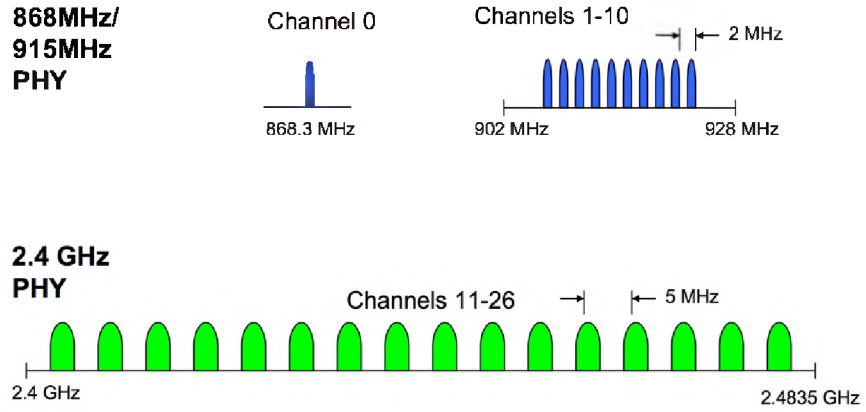 868MHz/
915MHz
PHY
Channel 0
868.3 MHz
Channels 1-10
2 MHz
902 MHz
928 MHz
2.4 GHz
PHY
Channels 11-26
5 MHz
2.4 GHz
2.4835 GHz